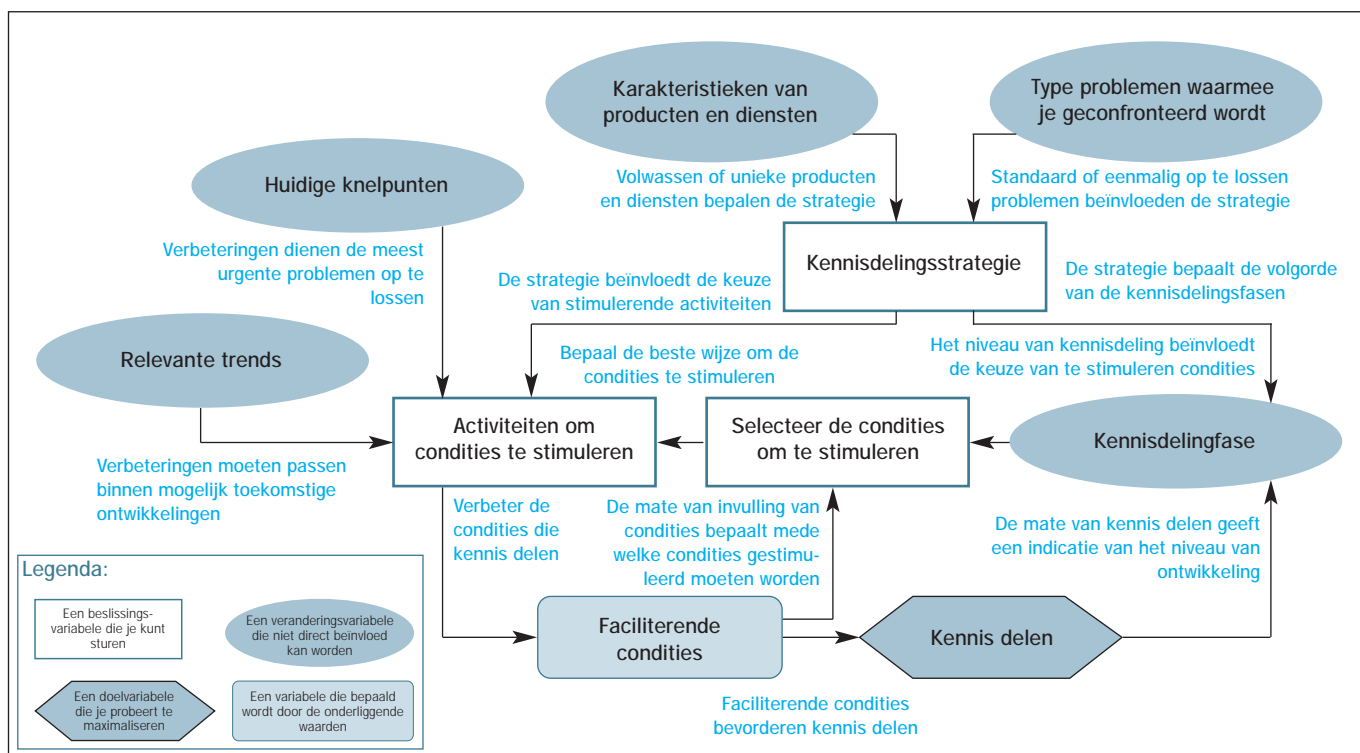 Karakteristieken van
producten en diensten
Type problemen waarmee
je geconfronteerd wordt
Huidige knelpunten
Volwassen of unieke producten
en diensten bepalen de strategie
Standaard of eenmalig op te lossen
problemen beïnvloeden de strategie
Verbeteringen dienen de meest
urgente problemen op te
lossen
Kennisdelingsstrategie
De strategie beïnvloedt de keuze
van stimulerende activiteiten
De strategie bepaalt de volgorde
van de kennisdelingsfasen
Relevante trends
Bepaal de beste wijze om de
condities te stimuleren
Het niveau van kennisdeling beïnvloedt
de keuze van te stimuleren condities
Activiteiten om
condities te stimuleren
Selecteer de condities
om te stimuleren
Kennisdelingfase
Verbeteringen moeten passen
binnen mogelijk toekomstige
ontwikkelingen
Verbeter de
condities die
kennis delen
De mate van invulling van
condities bepaalt mede
welke condities gestimu-
leerd moeten worden
De mate van kennis delen geeft
een indicatie van het niveau van
ontwikkeling
Faciliterende
condities
Kennis delen
Faciliterende condities
bevorderen kennis delen
Legenda:
Een beslissings-
variabele die je kunt
sturen
Een veranderingsvariabele
die niet direct beïnvloed
kan worden
Een doelvariabele
die je probeert te
maximaliseren
Een variabele die bepaald
wordt door de onderliggende
waarden